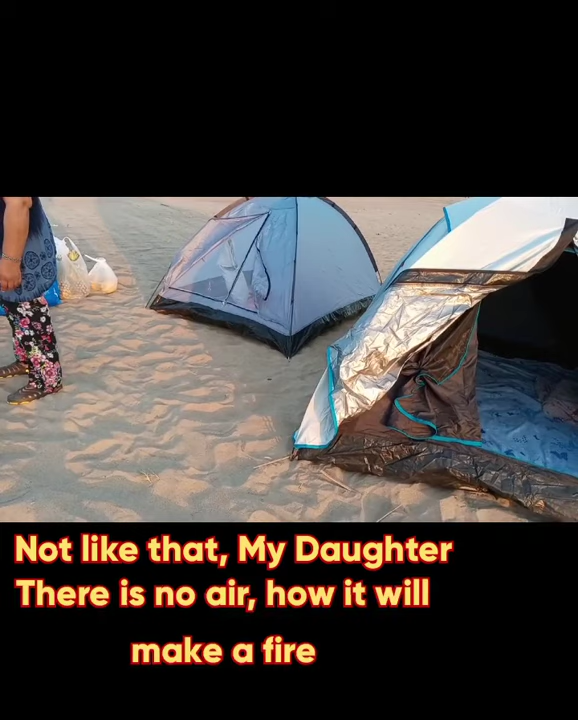 Not like that, My Daughter
There is no air, how it will
make a fire